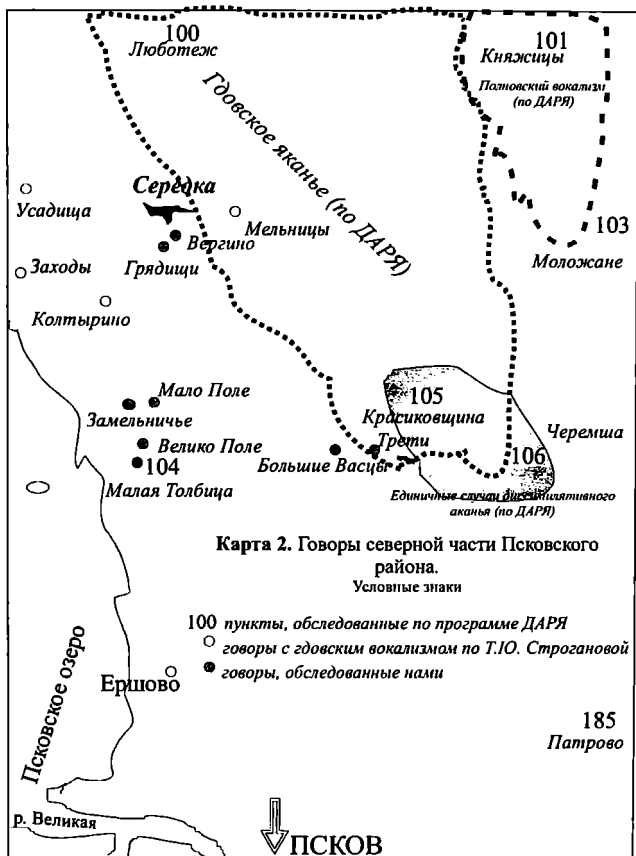 100
Люботеж
101
Княжицы
Полновский вокализм
(по ДАРЯ)
Гдовское яканье (по ДАРЯ)
Середка
Усадища
Мельницы
Вергино
Грядищи
103
Моложане
Заходы
Колтырино
Мало Поле
Замельничье
Велико Поле
104
Малая Толбица
105
Красиковщина
Трети
Большие Васцы
Черемша
106
Единичные случаи диссимилятивного
аканья (по ДАРЯ)
Карта 2. Говоры северной части Псковского
района.
Условные знаки
100 пункты, обследованные по программе ДАРЯ
говоры с гдовским вокализмом по Т.Ю. Строгановой
говоры, обследованные нами
Ершово
Псковское озеро
185
Патрово
р. Великая
ПСКОВ